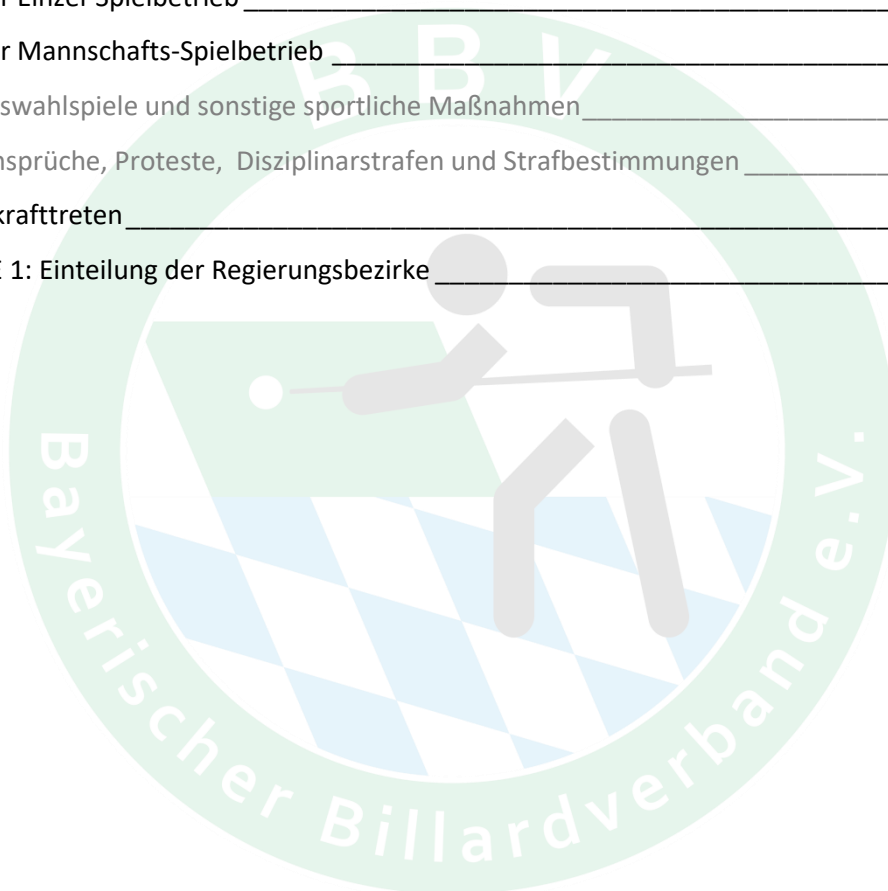 r Einzel Spielbetrieb
r Mannschafts-Spielbetrieb
swahlspiele und sonstige sportliche Maßnahmen
nsprüche, Proteste, Disziplinarstrafen und Strafbestimmungen
krafttreten
E 1: Einteilung der Regierungsbezirke
BBV
Bayerischer Billardverband e.V.